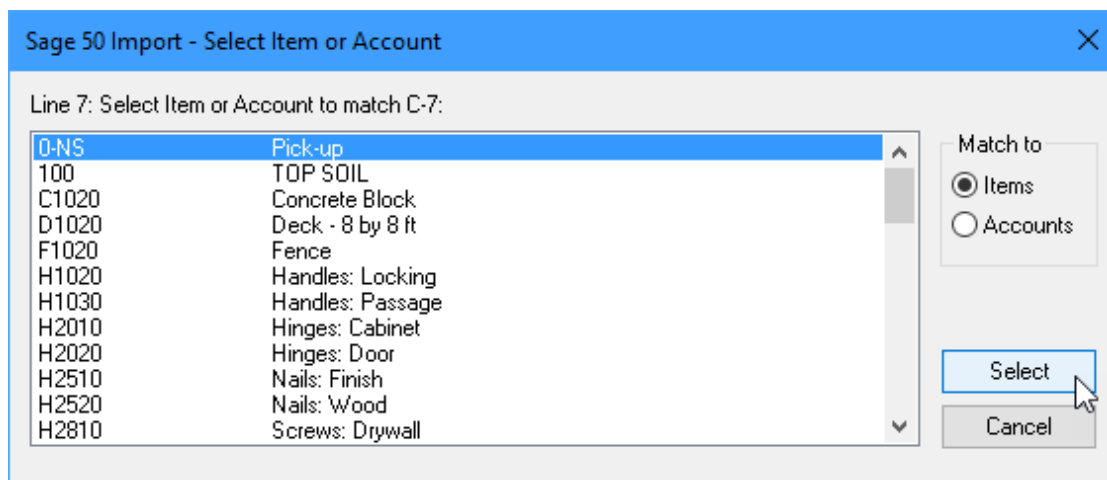 Sage 50 Import - Select Item or Account
Line 7: Select Item or Account to match C-7:
0-NS Pick-up
100 TOP SOIL
C1020 Concrete Block
D1020 Deck - 8 by 8 ft
F1020 Fence
H1020 Handles: Locking
H1030 Handles: Passage
H2010 Hinges: Cabinet
H2020 Hinges: Door
H2510 Nails: Finish
H2520 Nails: Wood
H2810 Screws: Drywall
Match to
Items
Accounts
Select
Cancel